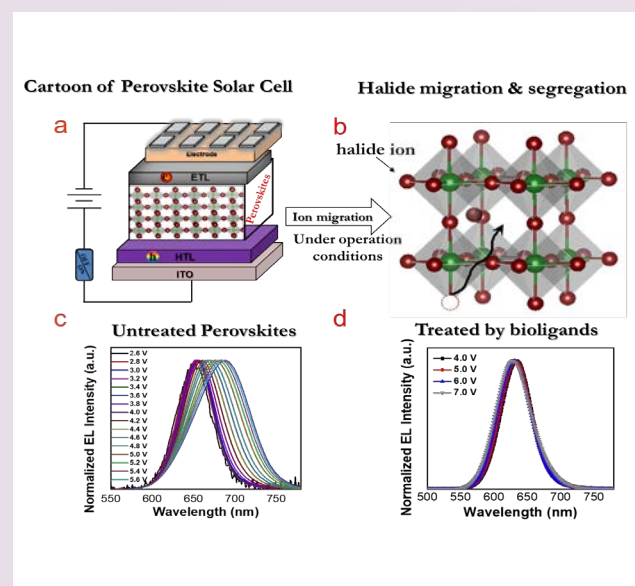 Cartoon of Perovskite Solar Cell
Halide migration & segregation
a
Electrode
ETL
Perovskites
h
HTL
ITO
Ion migration
Under operation
conditions
b
halide ion
c
Untreated Perovskites
Normalized EL Intensity (a.u.)
2.6 V
2.8 V
3.0 V
3.2 V
3.4 V
3.6 V
3.8 V
4.0 V
4.2 V
4.4 V
4.6 V
4.8 V
5.0 V
5.2 V
5.4 V
5.6 V
550 600 650 700 750
Wavelength (nm)
d
Treated by bioligands
Normalized EL Intensity (a.u.)
4.0 V
5.0 V
6.0 V
7.0 V
500 550 600 650 700 750
Wavelength (nm)